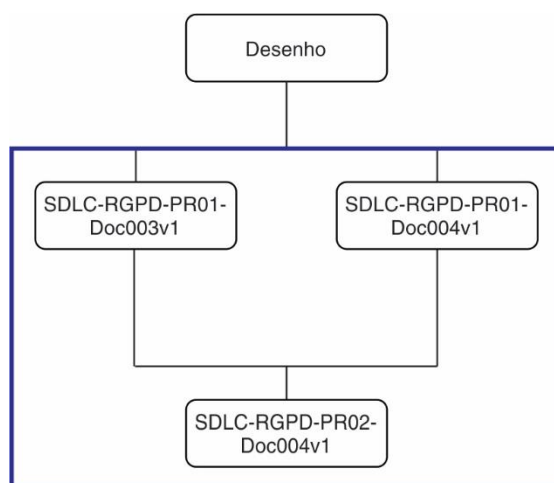 Desenho
SDLC-RGPD-PR01-
Doc003v1
SDLC-RGPD-PR01-
Doc004v1
SDLC-RGPD-PR02-
Doc004v1